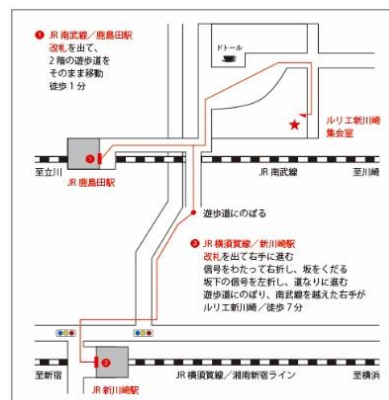 ❶ JR 南武線／鹿島田駅
改札を出て、
2階の遊歩道を
そのまま移動
徒歩1分
ドトール
ルリエ新川崎
集会室
❶
至立川
JR 鹿島田駅
JR 南武線
至川崎
遊歩道にのぼる
❷ JR 横須賀線／新川崎駅
改札を出て右手に進む
信号をわたって右折し、坂をくだる
坂下の信号を左折し、道なりに進む
遊歩道にのぼり、南武線を越えた右手が
ルリエ新川崎／徒歩7分
❷
至新宿
JR 新川崎駅
JR 横須賀線／湘南新宿ライン
至横浜